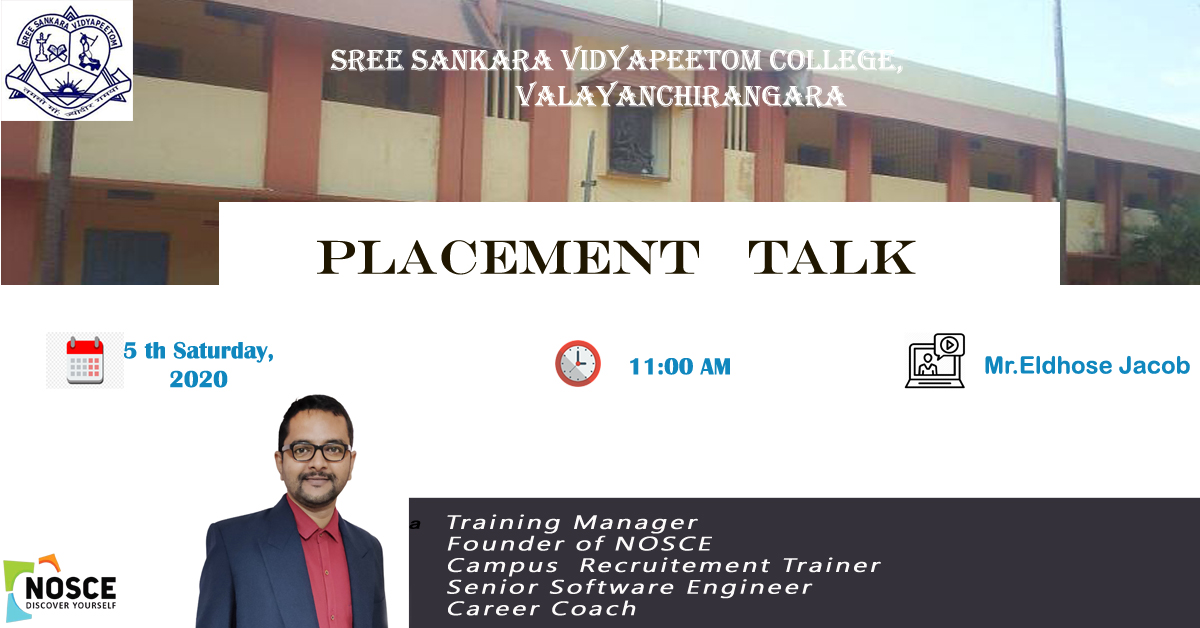 SREE SANKARA VIDYAPEETOM
SREE SANKARA VIDYAPEETOM COLLEGE,
VALAYANCHIRANGARA
PLACEMENT TALK
5 th Saturday,
2020
11:00 AM
Mr.Eldhose Jacob
a Training Manager
Founder of NOSCE
Campus Recruitement Trainer
Senior Software Engineer
Career Coach
NOSCE
DISCOVER YOURSELF